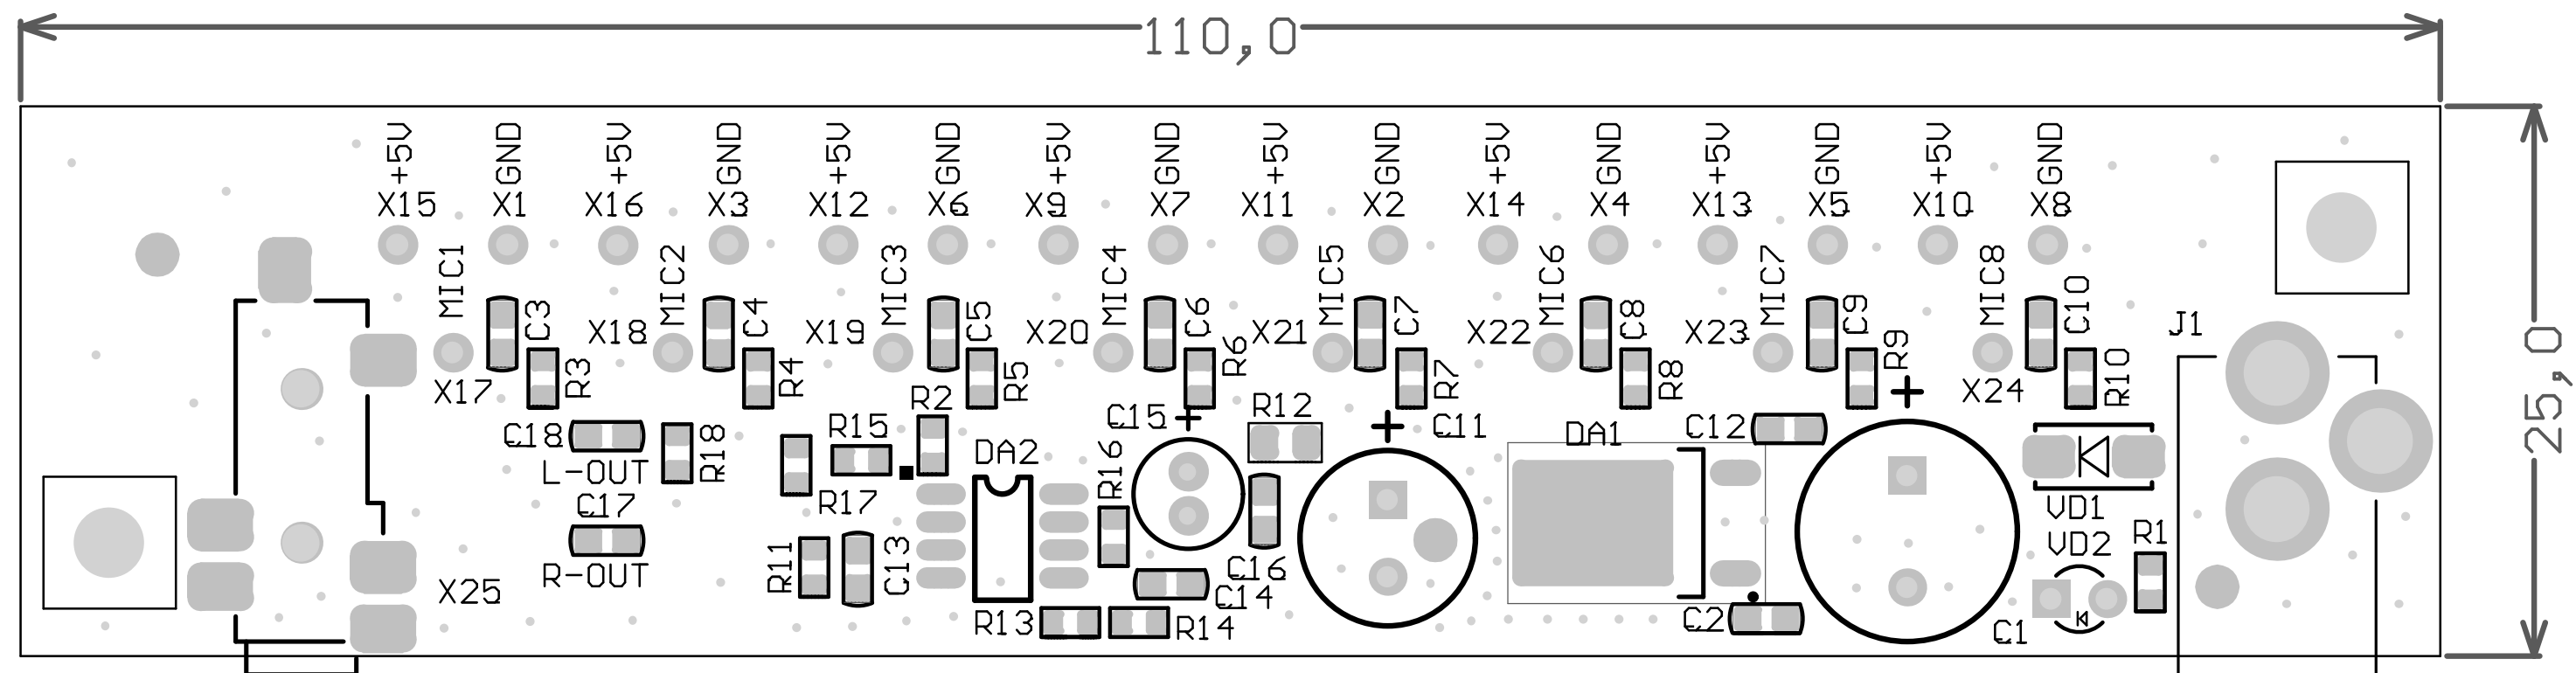 110,0
+5V GND +5V GND +5V GND +5V GND +5V GND +5V GND +5V GND +5V GND
X15 X1 X16 X3 X12 X6 X9 X7 X11 X2 X14 X4 X13 X5 X10 X8
MIC1 MIC2 MIC3 MIC4 MIC5 MIC6 MIC7 MIC8
C3 C4 C5 C6 C7 C8 C9 C10
X18 X19 X20 X21 X22 X23 J1
R3 R4 R5 R6 R7 R8 R9 R10
X17 X24
25,0
R2 C15 + R12 + C11 +
C18 R18 R15 DA2 R16 DA1 C12
L-OUT
C17 R17 VD1
R-OUT R11 C13 C16 VD2 R1
X25 C14
R13 R14 C2 C1